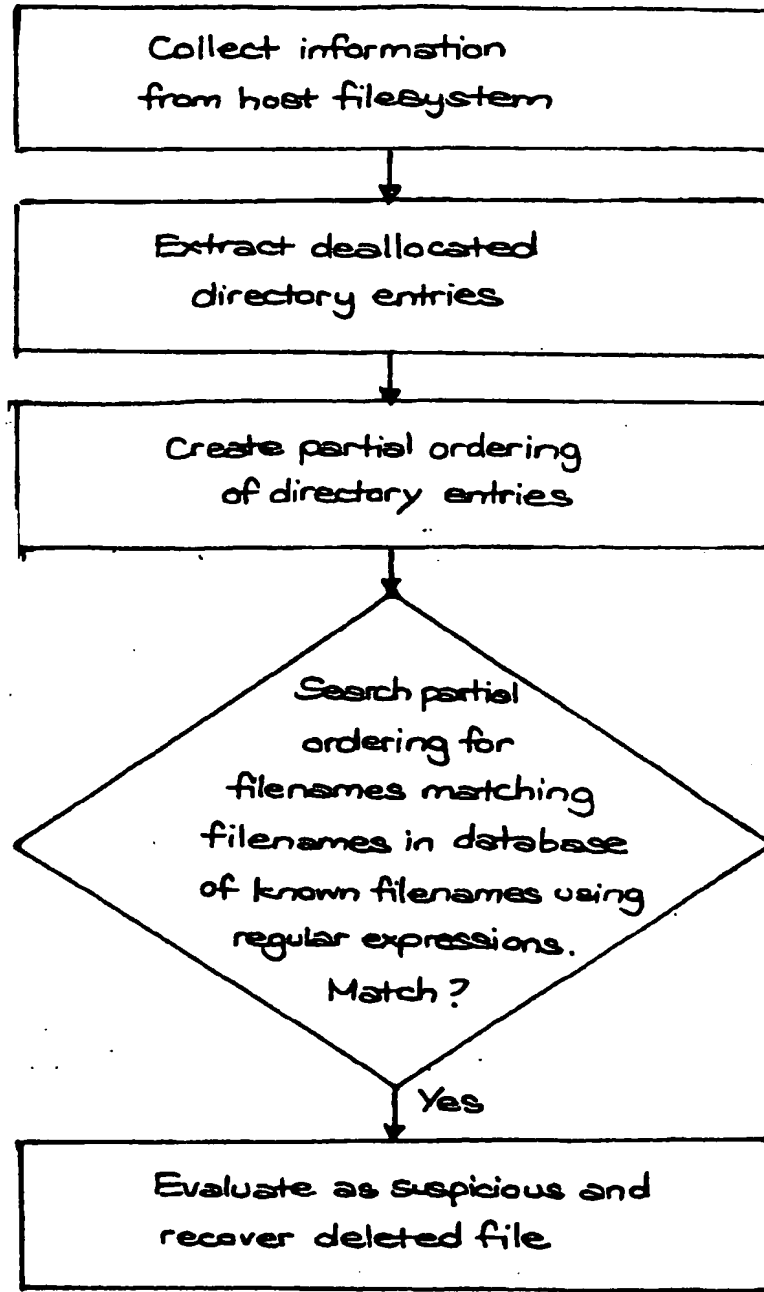 Collect information
from host filesystem
Extract deallocated
directory entries
Create partial ordering
of directory entries
Search partial
ordering for
filenames matching
filenames in database
of known filenames using
regular expressions.
Match?
Yes
Evaluate as suspicious and
recover deleted file